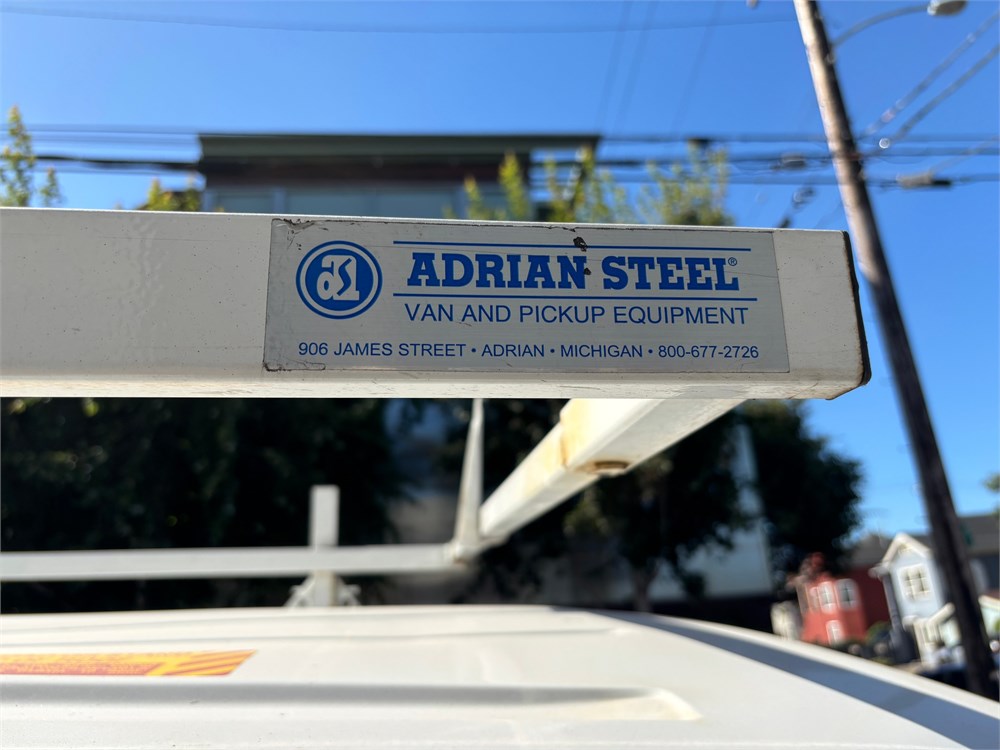 ADRIAN STEEL®
VAN AND PICKUP EQUIPMENT
906 JAMES STREET • ADRIAN • MICHIGAN • 800-677-2726